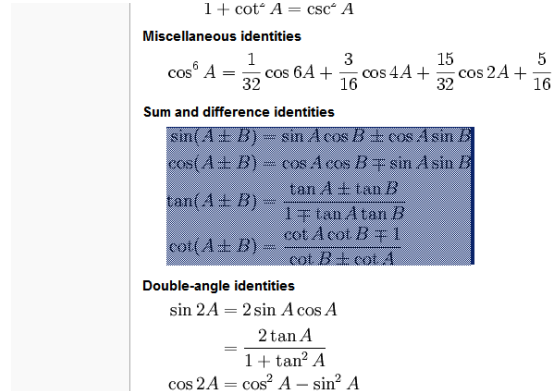 1 + cot² A = csc² A
Miscellaneous identities
cos⁶ A = 1/32 cos 6A + 3/16 cos 4A + 15/32 cos 2A + 5/16
Sum and difference identities
sin(A ± B) = sin A cos B ± cos A sin B
cos(A ± B) = cos A cos B ∓ sin A sin B
tan(A ± B) = (tan A ± tan B)/(1 ∓ tan A tan B)
cot(A ± B) = (cot A cot B ∓ 1)/(cot B ± cot A)
Double-angle identities
sin 2A = 2 sin A cos A
= (2 tan A)/(1 + tan² A)
cos 2A = cos² A − sin² A